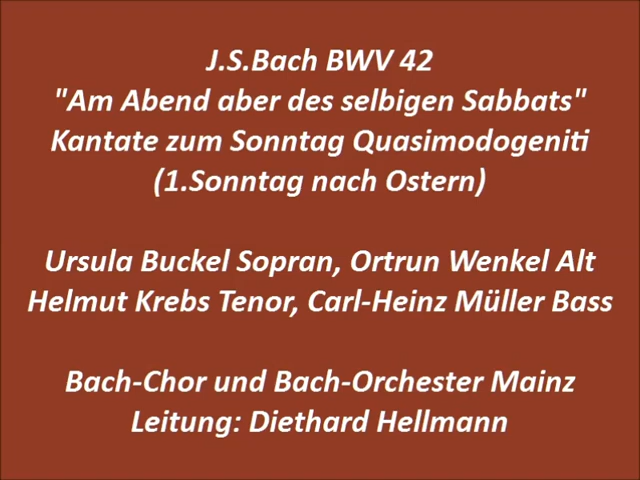 J.S.Bach BWV 42
"Am Abend aber des selbigen Sabbats"
Kantate zum Sonntag Quasimodogeniti
(1.Sonntag nach Ostern)
Ursula Buckel Sopran, Ortrun Wenkel Alt
Helmut Krebs Tenor, Carl-Heinz Müller Bass
Bach-Chor und Bach-Orchester Mainz
Leitung: Diethard Hellmann